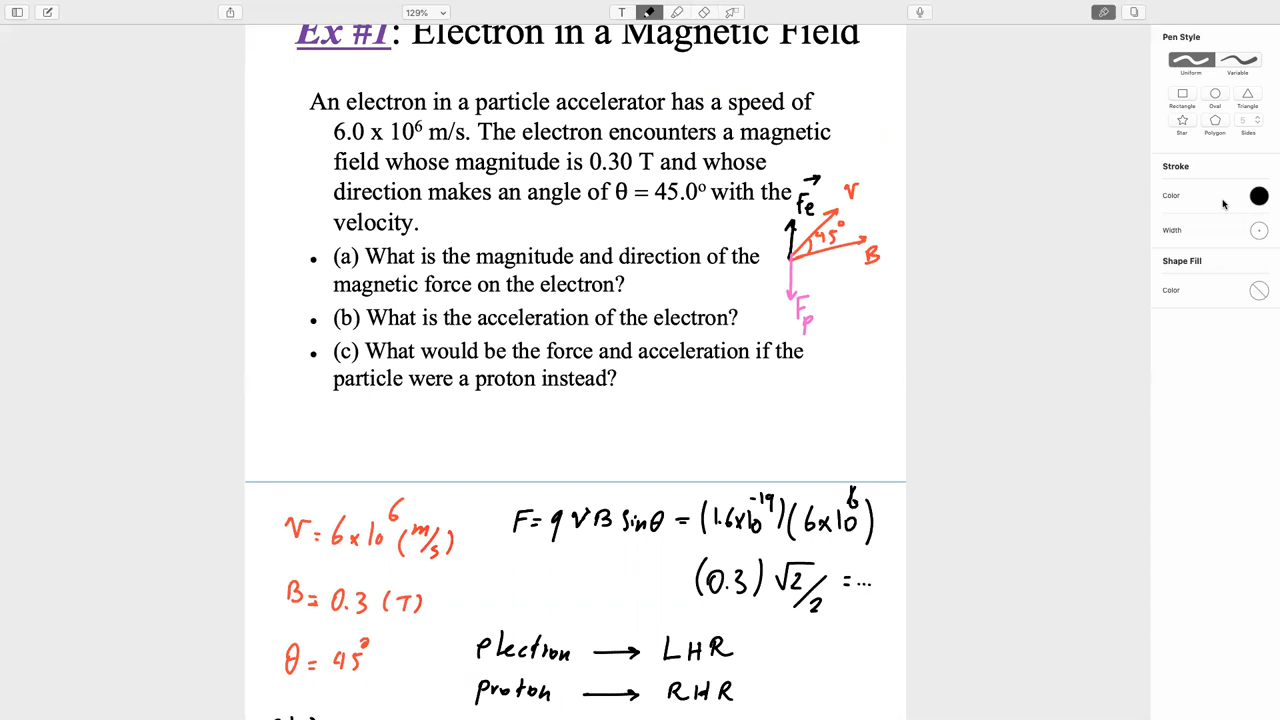 129%
T
Ex #1: Electron in a Magnetic Field
An electron in a particle accelerator has a speed of
6.0 x 10⁶ m/s. The electron encounters a magnetic
field whose magnitude is 0.30 T and whose
direction makes an angle of θ = 45.0º with the
velocity.
• (a) What is the magnitude and direction of the
magnetic force on the electron?
• (b) What is the acceleration of the electron?
• (c) What would be the force and acceleration if the
particle were a proton instead?
Fe
V
45°
B
Fp
V = 6x10⁶ (m/s)
B = 0.3 (T)
θ = 45°
F = q V B sinθ = (1.6x10⁻¹⁹)(6x10⁶)
(0.3) √2/2 = ...
electron → LHR
proton → RHR
Pen Style
Uniform Variable
Rectangle Oval Triangle
Star Polygon Sides
5
Stroke
Color
Width
Shape Fill
Color